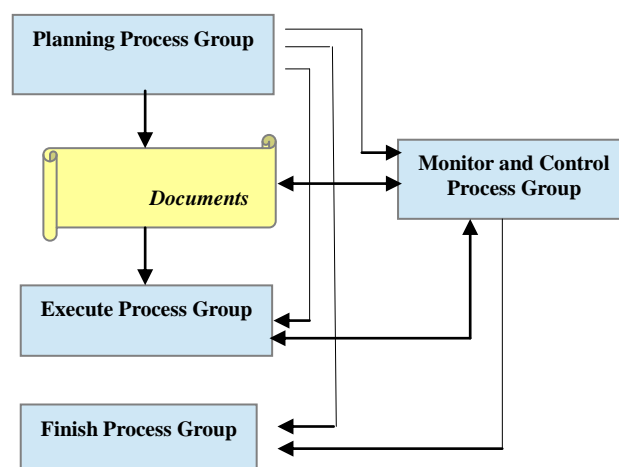 Planning Process Group
Documents
Monitor and Control
Process Group
Execute Process Group
Finish Process Group